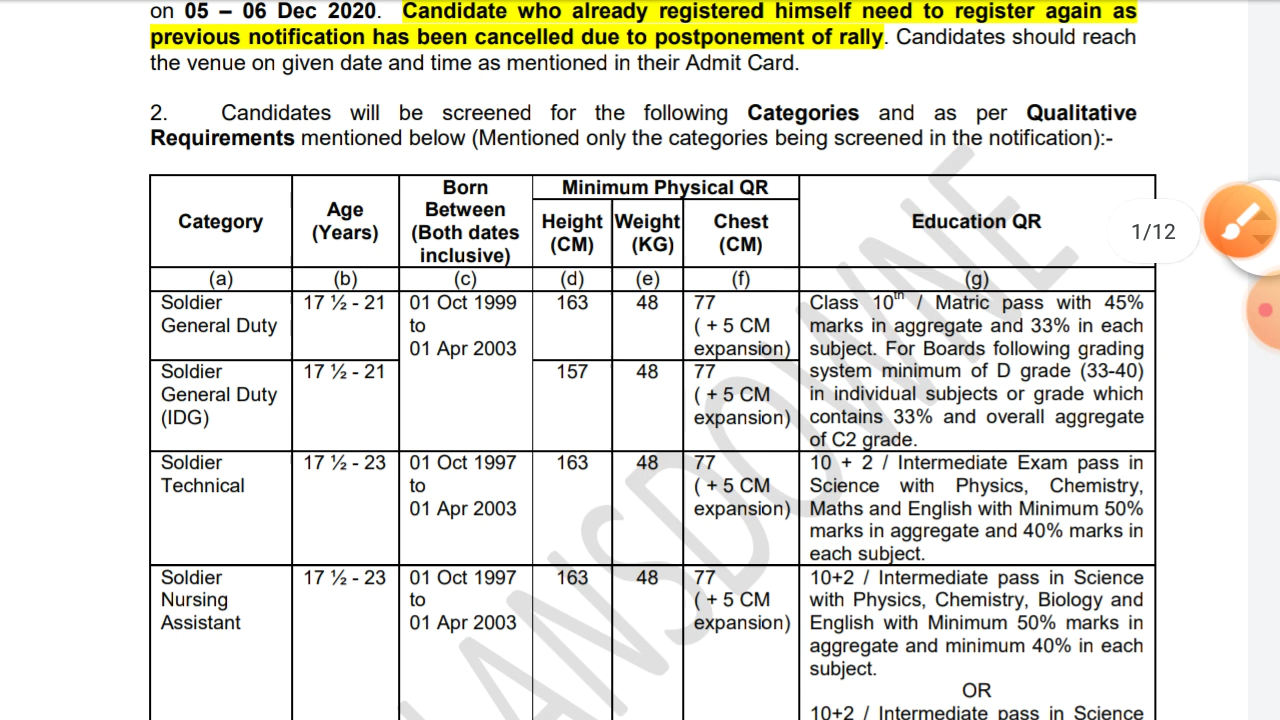 on 05 – 06 Dec 2020. Candidate who already registered himself need to register again as
previous notification has been cancelled due to postponement of rally. Candidates should reach
the venue on given date and time as mentioned in their Admit Card.
2. Candidates will be screened for the following Categories and as per Qualitative
Requirements mentioned below (Mentioned only the categories being screened in the notification):-
Category
Age
(Years)
Born
Between
(Both dates
inclusive)
Minimum Physical QR
Height
(CM)
Weight
(KG)
Chest
(CM)
Education QR
1/12
(a) (b) (c) (d) (e) (f) (g)
Soldier
General Duty
17 ½ - 21
01 Oct 1999
to
01 Apr 2003
163
48
77
( + 5 CM
expansion)
Class 10th / Matric pass with 45%
marks in aggregate and 33% in each
subject. For Boards following grading
system minimum of D grade (33-40)
in individual subjects or grade which
contains 33% and overall aggregate
of C2 grade.
Soldier
General Duty
(IDG)
17 ½ - 21
157
48
77
( + 5 CM
expansion)
Soldier
Technical
17 ½ - 23
01 Oct 1997
to
01 Apr 2003
163
48
77
( + 5 CM
expansion)
10 + 2 / Intermediate Exam pass in
Science with Physics, Chemistry,
Maths and English with Minimum 50%
marks in aggregate and 40% marks in
each subject.
Soldier
Nursing
Assistant
17 ½ - 23
01 Oct 1997
to
01 Apr 2003
163
48
77
( + 5 CM
expansion)
10+2 / Intermediate pass in Science
with Physics, Chemistry, Biology and
English with Minimum 50% marks in
aggregate and minimum 40% in each
subject.
OR
10+2 / Intermediate pass in Science
LANSDOWNE